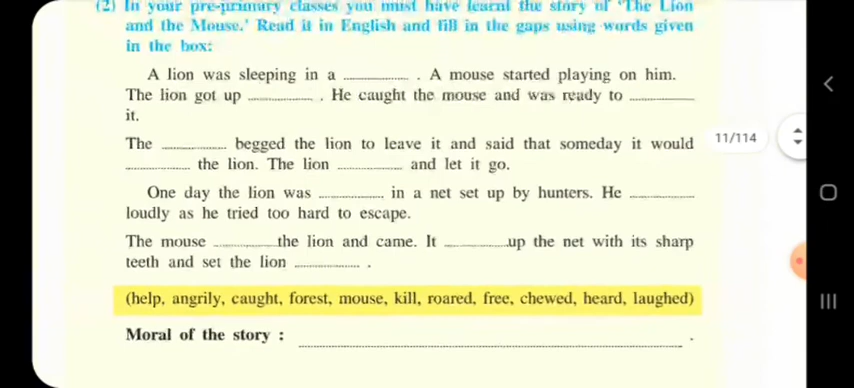 (2) In your pre-primary classes you must have learnt the story of 'The Lion
and the Mouse.' Read it in English and fill in the gaps using words given
in the box:
A lion was sleeping in a ............... . A mouse started playing on him.
The lion got up ............... . He caught the mouse and was ready to ...............
it.
The ............... begged the lion to leave it and said that someday it would
............... the lion. The lion ............... and let it go.
One day the lion was ............... in a net set up by hunters. He ...............
loudly as he tried too hard to escape.
The mouse ...............the lion and came. It ...............up the net with its sharp
teeth and set the lion ............... .
(help, angrily, caught, forest, mouse, kill, roared, free, chewed, heard, laughed)
Moral of the story : ............................................................ .
11/114